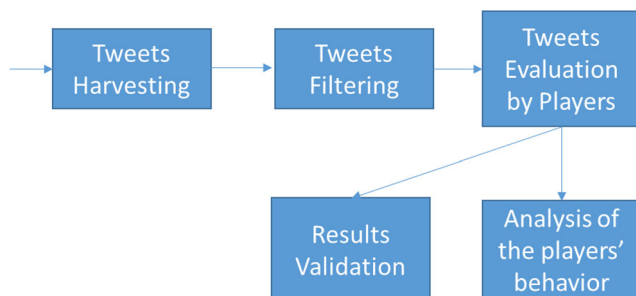 Tweets
Harvesting
Tweets
Filtering
Tweets
Evaluation
by Players
Results
Validation
Analysis of
the players’
behavior